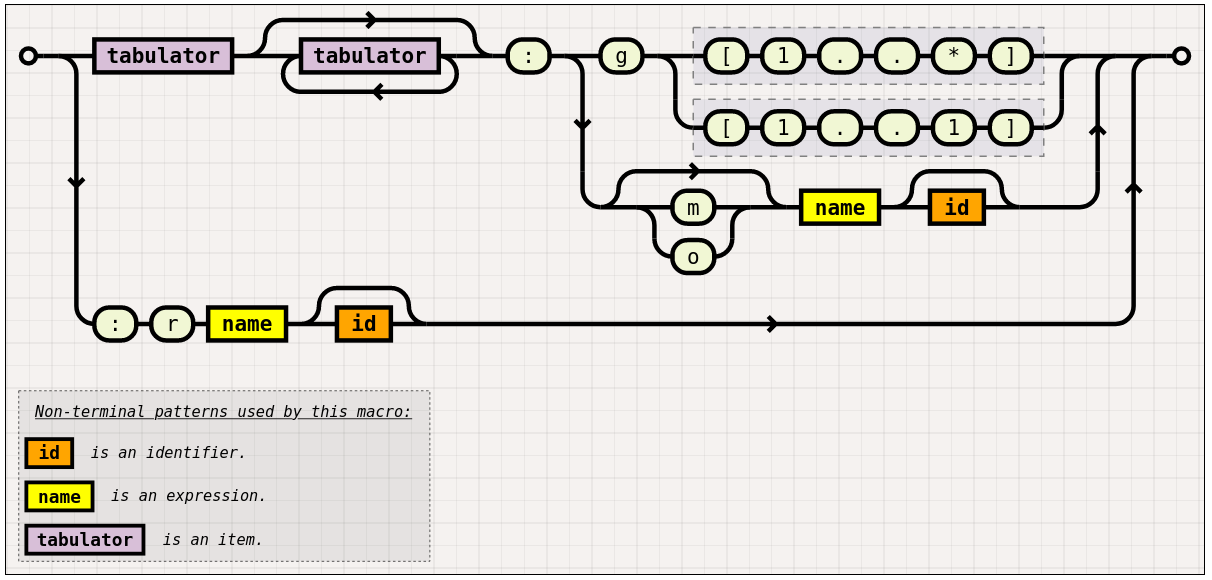 tabulator tabulator : g [ 1 . . * ]
[ 1 . . 1 ]
m name id
o
: r name id
Non-terminal patterns used by this macro:
id is an identifier.
name is an expression.
tabulator is an item.